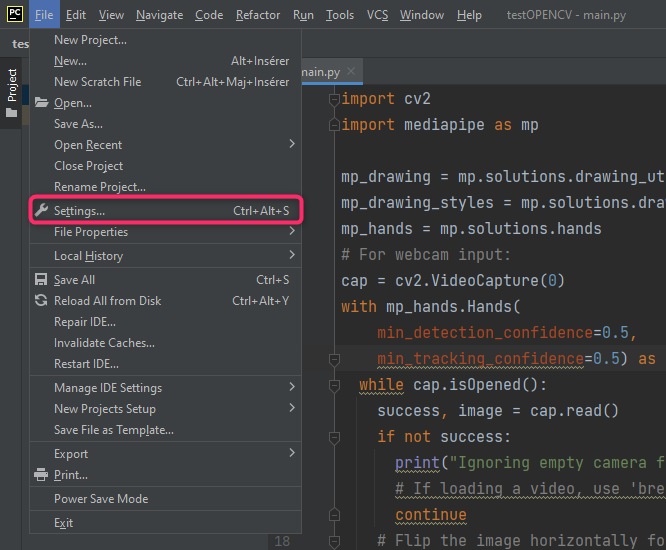 PC File Edit View Navigate Code Refactor Run Tools VCS Window Help testOPENCV - main.py
tes
Project
New Project...
New... Alt+Insérer
New Scratch File Ctrl+Alt+Maj+Insérer
Open...
Save As...
Open Recent
Close Project
Rename Project...
Settings... Ctrl+Alt+S
File Properties
Local History
Save All Ctrl+S
Reload All from Disk Ctrl+Alt+Y
Repair IDE...
Invalidate Caches...
Restart IDE...
Manage IDE Settings
New Projects Setup
Save File as Template...
Export
Print...
Power Save Mode
Exit
main.py
import cv2
import mediapipe as mp
mp_drawing = mp.solutions.drawing_ut
mp_drawing_styles = mp.solutions.dra
mp_hands = mp.solutions.hands
# For webcam input:
cap = cv2.VideoCapture(0)
with mp_hands.Hands(
min_detection_confidence=0.5,
min_tracking_confidence=0.5) as
while cap.isOpened():
success, image = cap.read()
if not success:
print("Ignoring empty camera f
# If loading a video, use 'bre
continue
18 # Flip the image horizontally fo